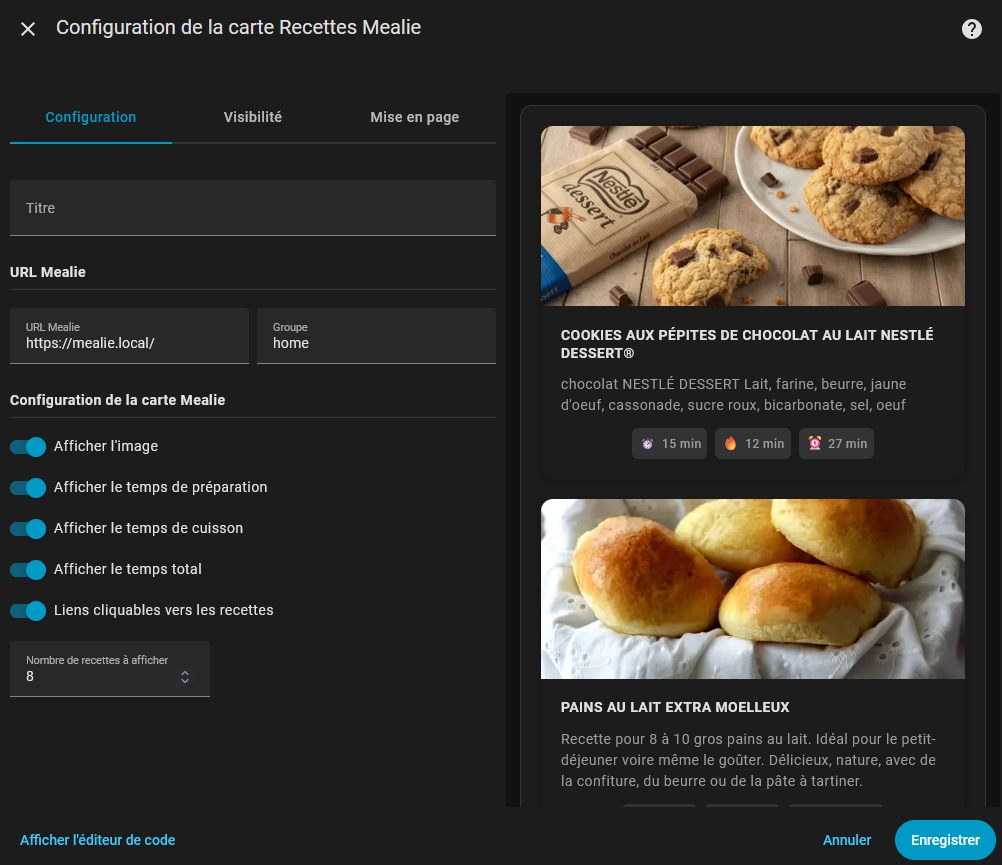 Configuration de la carte Recettes Mealie
Configuration
Visibilité
Mise en page
Titre
URL Mealie
URL Mealie
https://mealie.local/
Groupe
home
Configuration de la carte Mealie
Afficher l'image
Afficher le temps de préparation
Afficher le temps de cuisson
Afficher le temps total
Liens cliquables vers les recettes
Nombre de recettes à afficher
8
Nestlé
dessert
Chocolat au Lait
COOKIES AUX PÉPITES DE CHOCOLAT AU LAIT NESTLÉ
DESSERT®
chocolat NESTLÉ DESSERT Lait, farine, beurre, jaune
d'oeuf, cassonade, sucre roux, bicarbonate, sel, oeuf
15 min
12 min
27 min
PAINS AU LAIT EXTRA MOELLEUX
Recette pour 8 à 10 gros pains au lait. Idéal pour le petit-
déjeuner voire même le goûter. Délicieux, nature, avec de
la confiture, du beurre ou de la pâte à tartiner.
Afficher l'éditeur de code
Annuler
Enregistrer